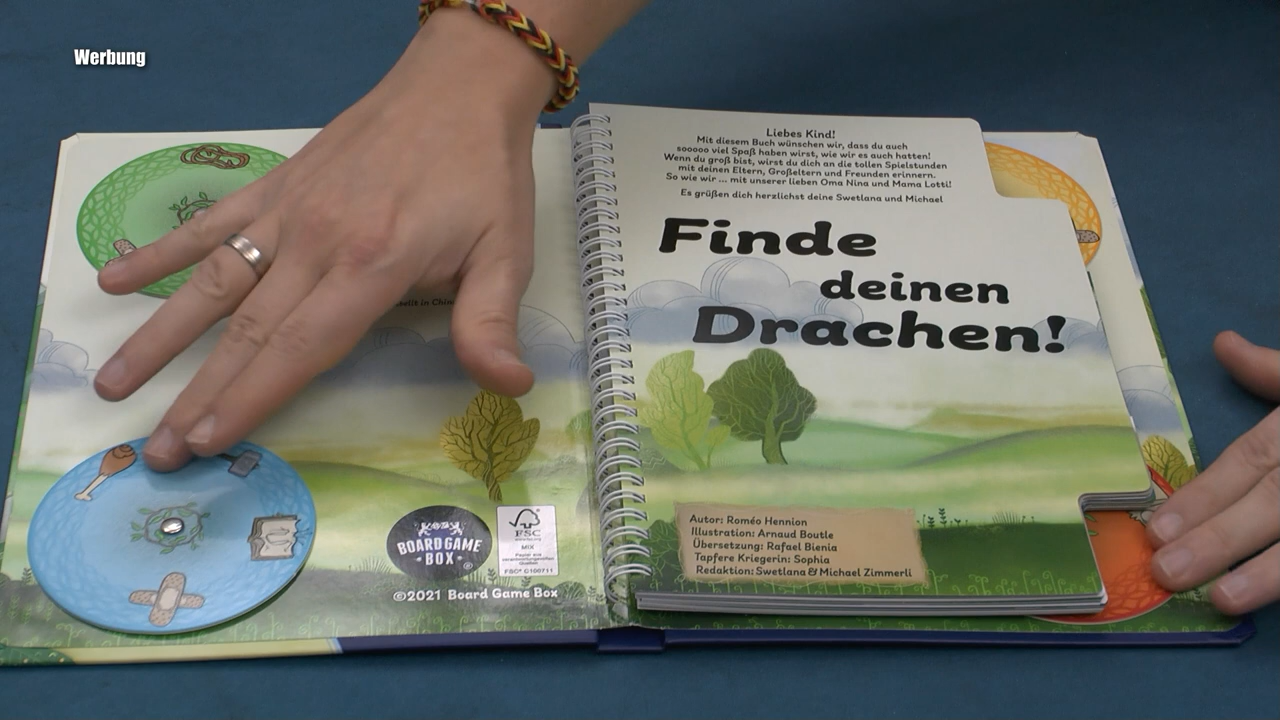 Werbung
Liebes Kind!
Mit diesem Buch wünschen wir, dass du auch
sooooo viel Spaß haben wirst, wie wir es auch hatten!
Wenn du groß bist, wirst du dich an die tollen Spielstunden
mit deinen Eltern, Großeltern und Freunden erinnern.
So wie wir ... mit unserer lieben Oma Nina und Mama Lotti!
Es grüßen dich herzlichst deine Swetlana und Michael
Finde
deinen
Drachen!
Autor: Roméo Hennion
Illustration: Arnaud Boutle
Übersetzung: Rafael Bienia
Tapfere Kriegerin: Sophia
Redaktion: Swetlana & Michael Zimmerli
BOARD GAME
BOX
®
FSC
MIX
FSC® C100711
©2021 Board Game Box